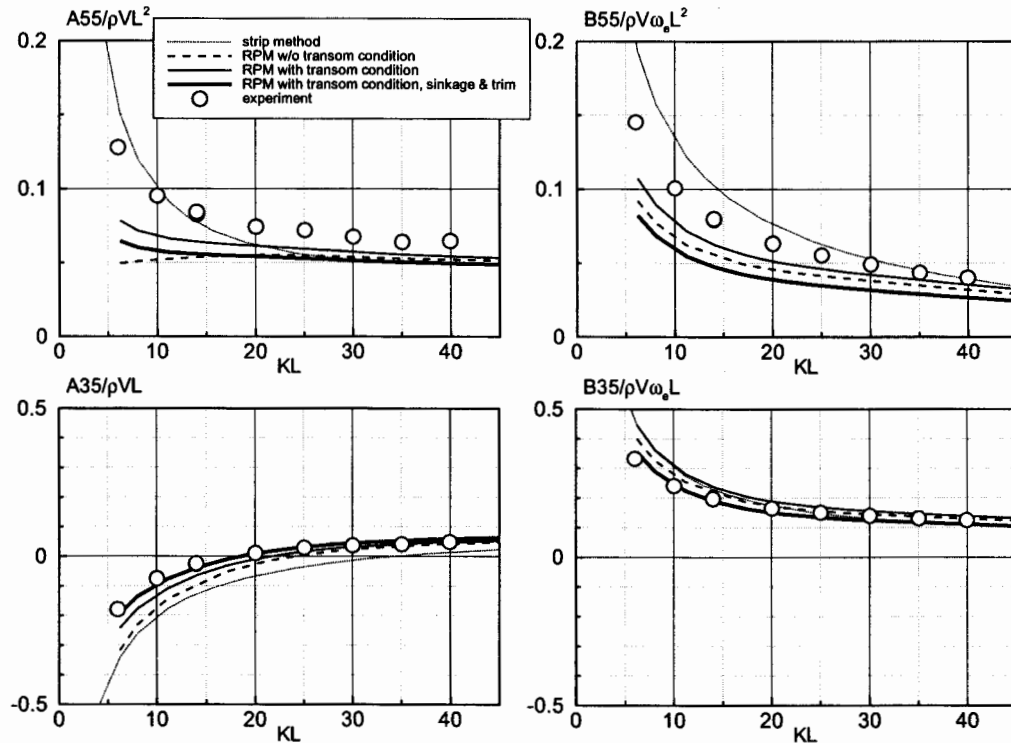 A55/ρVL²
B55/ρVωₑL²
0.2
strip method
RPM w/o transom condition
RPM with transom condition
RPM with transom condition, sinkage & trim
experiment
0.2
0.1
0.1
0
0
0 10 20 30 40
KL
0 10 20 30 40
KL
A35/ρVL
B35/ρVωₑL
0.5
0.5
0
0
-0.5
-0.5
0 10 20 30 40
KL
0 10 20 30 40
KL